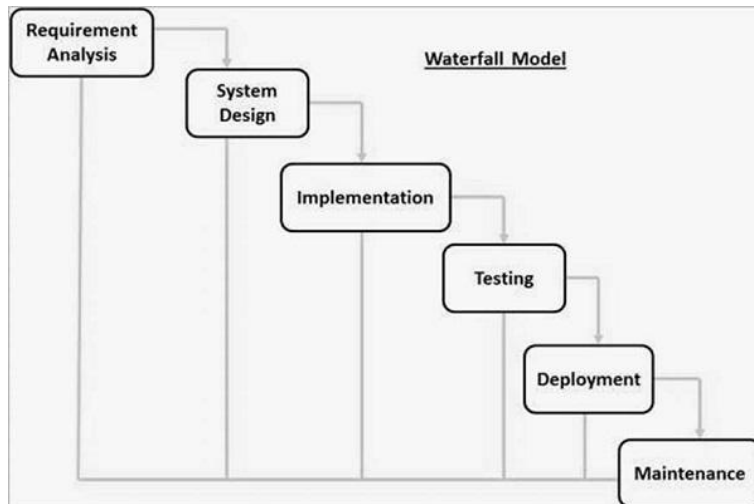 Requirement
Analysis
Waterfall Model
System
Design
Implementation
Testing
Deployment
Maintenance